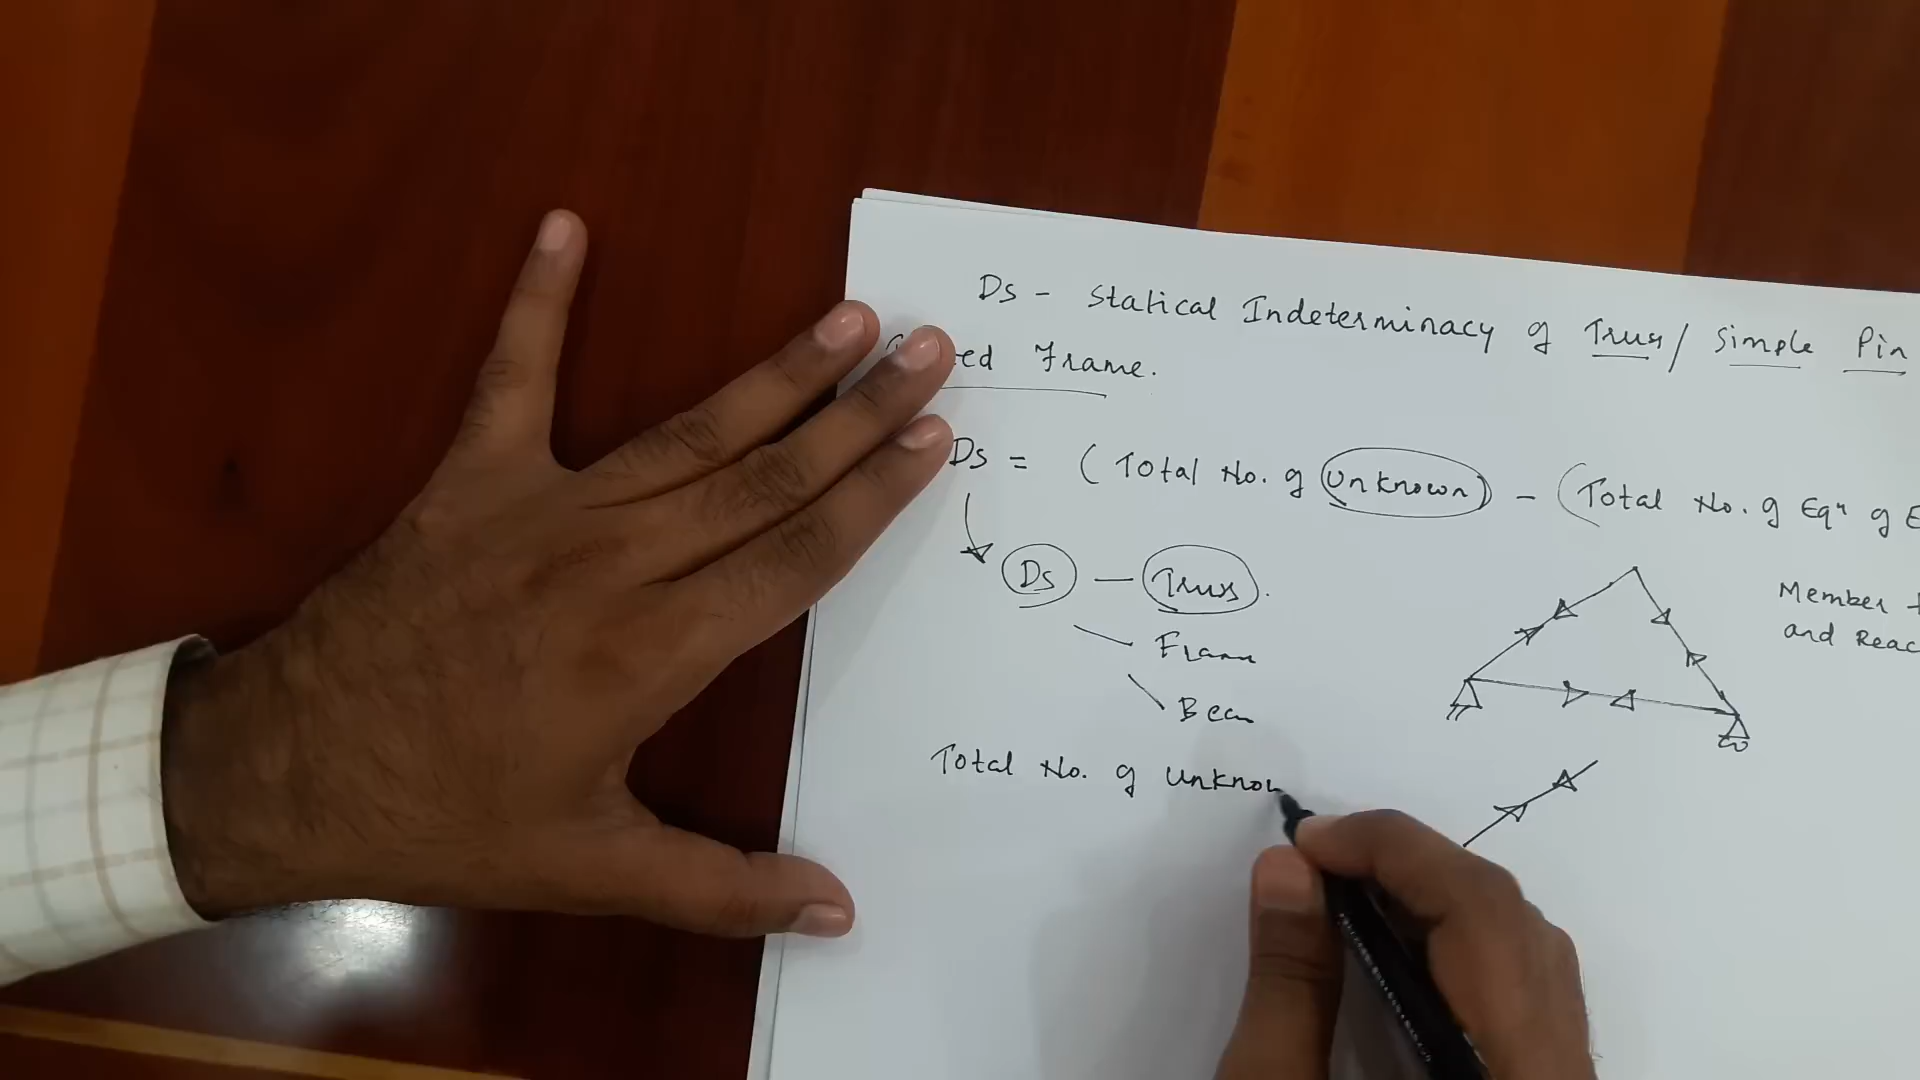 Ds - Statical Indeterminacy of Truss/ Simple Pin
ed Frame.
Ds = (Total No. of Unknown) - (Total No. of Eqn of E
Ds - Truss.
Frame
Beam
Member
and Reac
Total No. of Unknow